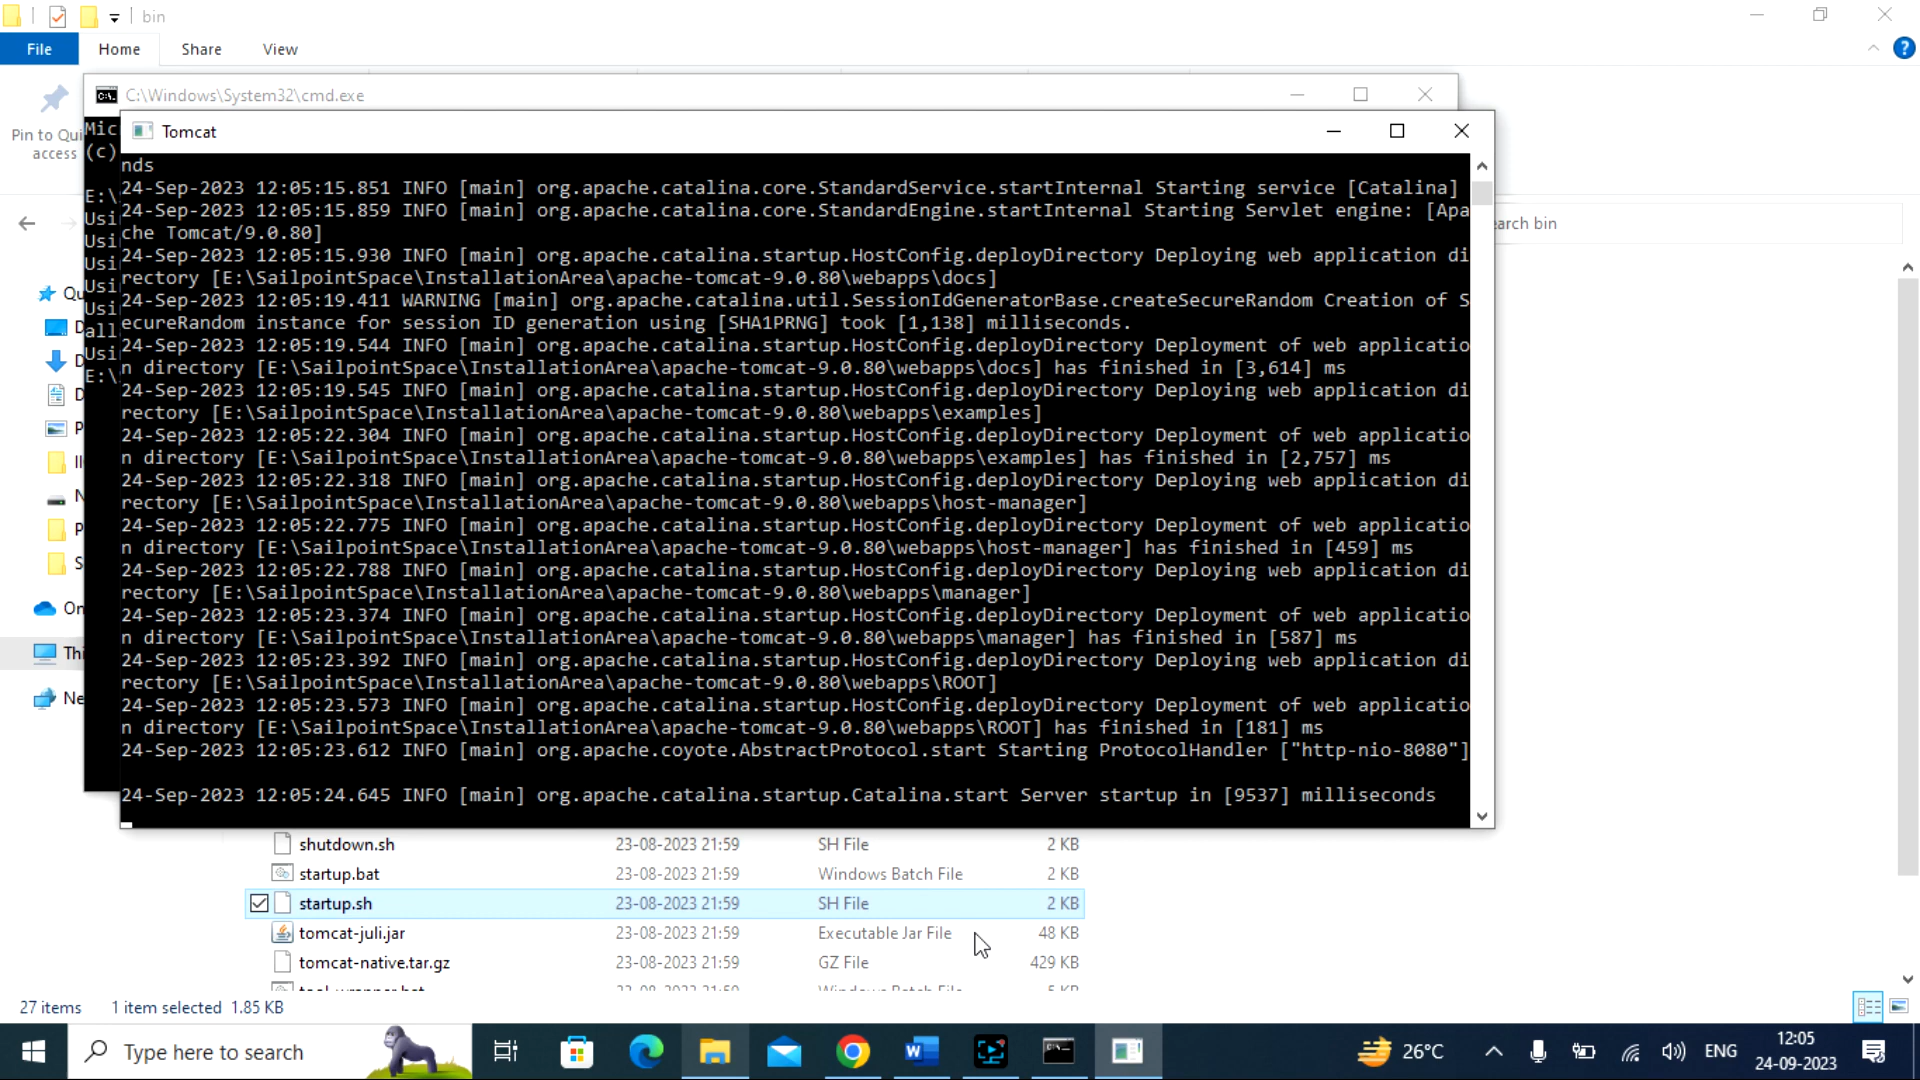 bin
File
Home
Share
View
Pin to Qui
access
C:\Windows\System32\cmd.exe
Mic
(c)
E:\
Usi
Usi
Usi
Usi
Usi
all
Usi
E:\
Tomcat
nds
24-Sep-2023 12:05:15.851 INFO [main] org.apache.catalina.core.StandardService.startInternal Starting service [Catalina]
24-Sep-2023 12:05:15.859 INFO [main] org.apache.catalina.core.StandardEngine.startInternal Starting Servlet engine: [Apa
che Tomcat/9.0.80]
24-Sep-2023 12:05:15.930 INFO [main] org.apache.catalina.startup.HostConfig.deployDirectory Deploying web application di
rectory [E:\SailpointSpace\InstallationArea\apache-tomcat-9.0.80\webapps\docs]
24-Sep-2023 12:05:19.411 WARNING [main] org.apache.catalina.util.SessionIdGeneratorBase.createSecureRandom Creation of S
ecureRandom instance for session ID generation using [SHA1PRNG] took [1,138] milliseconds.
24-Sep-2023 12:05:19.544 INFO [main] org.apache.catalina.startup.HostConfig.deployDirectory Deployment of web applicatio
n directory [E:\SailpointSpace\InstallationArea\apache-tomcat-9.0.80\webapps\docs] has finished in [3,614] ms
24-Sep-2023 12:05:19.545 INFO [main] org.apache.catalina.startup.HostConfig.deployDirectory Deploying web application di
rectory [E:\SailpointSpace\InstallationArea\apache-tomcat-9.0.80\webapps\examples]
24-Sep-2023 12:05:22.304 INFO [main] org.apache.catalina.startup.HostConfig.deployDirectory Deployment of web applicatio
n directory [E:\SailpointSpace\InstallationArea\apache-tomcat-9.0.80\webapps\examples] has finished in [2,757] ms
24-Sep-2023 12:05:22.318 INFO [main] org.apache.catalina.startup.HostConfig.deployDirectory Deploying web application di
rectory [E:\SailpointSpace\InstallationArea\apache-tomcat-9.0.80\webapps\host-manager]
24-Sep-2023 12:05:22.775 INFO [main] org.apache.catalina.startup.HostConfig.deployDirectory Deployment of web applicatio
n directory [E:\SailpointSpace\InstallationArea\apache-tomcat-9.0.80\webapps\host-manager] has finished in [459] ms
24-Sep-2023 12:05:22.788 INFO [main] org.apache.catalina.startup.HostConfig.deployDirectory Deploying web application di
rectory [E:\SailpointSpace\InstallationArea\apache-tomcat-9.0.80\webapps\manager]
24-Sep-2023 12:05:23.374 INFO [main] org.apache.catalina.startup.HostConfig.deployDirectory Deployment of web applicatio
n directory [E:\SailpointSpace\InstallationArea\apache-tomcat-9.0.80\webapps\manager] has finished in [587] ms
24-Sep-2023 12:05:23.392 INFO [main] org.apache.catalina.startup.HostConfig.deployDirectory Deploying web application di
rectory [E:\SailpointSpace\InstallationArea\apache-tomcat-9.0.80\webapps\ROOT]
24-Sep-2023 12:05:23.573 INFO [main] org.apache.catalina.startup.HostConfig.deployDirectory Deployment of web applicatio
n directory [E:\SailpointSpace\InstallationArea\apache-tomcat-9.0.80\webapps\ROOT] has finished in [181] ms
24-Sep-2023 12:05:23.612 INFO [main] org.apache.coyote.AbstractProtocol.start Starting ProtocolHandler ["http-nio-8080"]
24-Sep-2023 12:05:24.645 INFO [main] org.apache.catalina.startup.Catalina.start Server startup in [9537] milliseconds
earch bin
Qu
D
D
D
P
N
P
S
On
Thi
Ne
shutdown.sh 23-08-2023 21:59 SH File 2 KB
startup.bat 23-08-2023 21:59 Windows Batch File 2 KB
startup.sh 23-08-2023 21:59 SH File 2 KB
tomcat-juli.jar 23-08-2023 21:59 Executable Jar File 48 KB
tomcat-native.tar.gz 23-08-2023 21:59 GZ File 429 KB
27 items 1 item selected 1.85 KB
Type here to search
26°C
ENG
12:05
24-09-2023